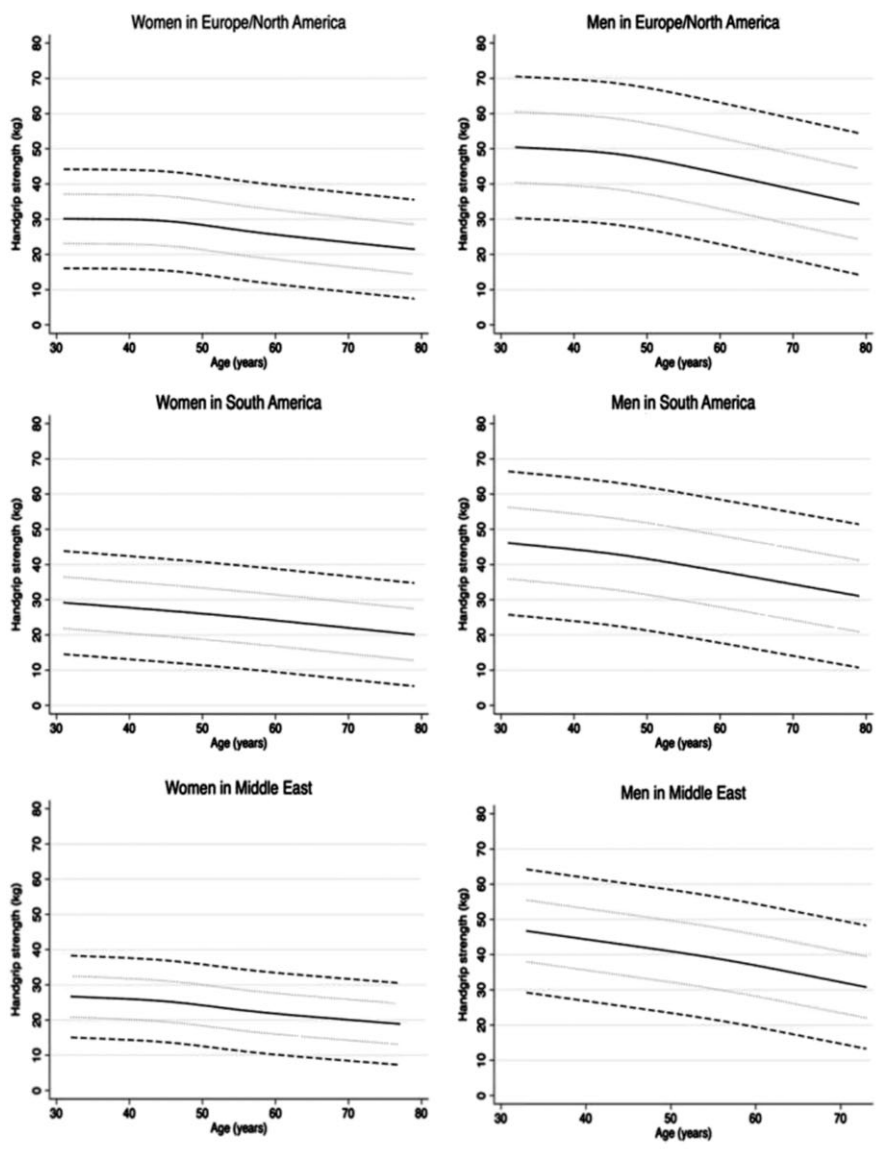 Women in Europe/North America
Handgrip strength (kg)
80
70
60
50
40
30
20
10
0
30 40 50 60 70 80
Age (years)
Men in Europe/North America
Handgrip strength (kg)
80
70
60
50
40
30
20
10
0
30 40 50 60 70 80
Age (years)
Women in South America
Handgrip strength (kg)
80
70
60
50
40
30
20
10
0
30 40 50 60 70 80
Age (years)
Men in South America
Handgrip strength (kg)
80
70
60
50
40
30
20
10
0
30 40 50 60 70 80
Age (years)
Women in Middle East
Handgrip strength (kg)
80
70
60
50
40
30
20
10
0
30 40 50 60 70 80
Age (years)
Men in Middle East
Handgrip strength (kg)
80
70
60
50
40
30
20
10
0
30 40 50 60 70
Age (years)